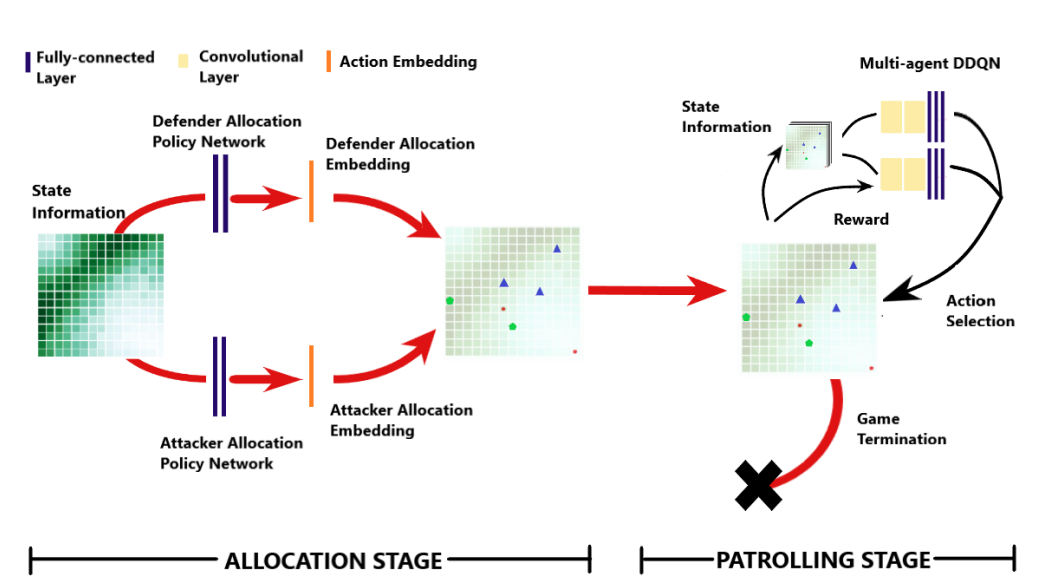 Fully-connected
Layer
Convolutional
Layer
Action Embedding
Multi-agent DDQN
State
Information
Defender Allocation
Policy Network
Defender Allocation
Embedding
State
Information
Reward
Action
Selection
Attacker Allocation
Embedding
Attacker Allocation
Policy Network
Game
Termination
ALLOCATION STAGE
PATROLLING STAGE